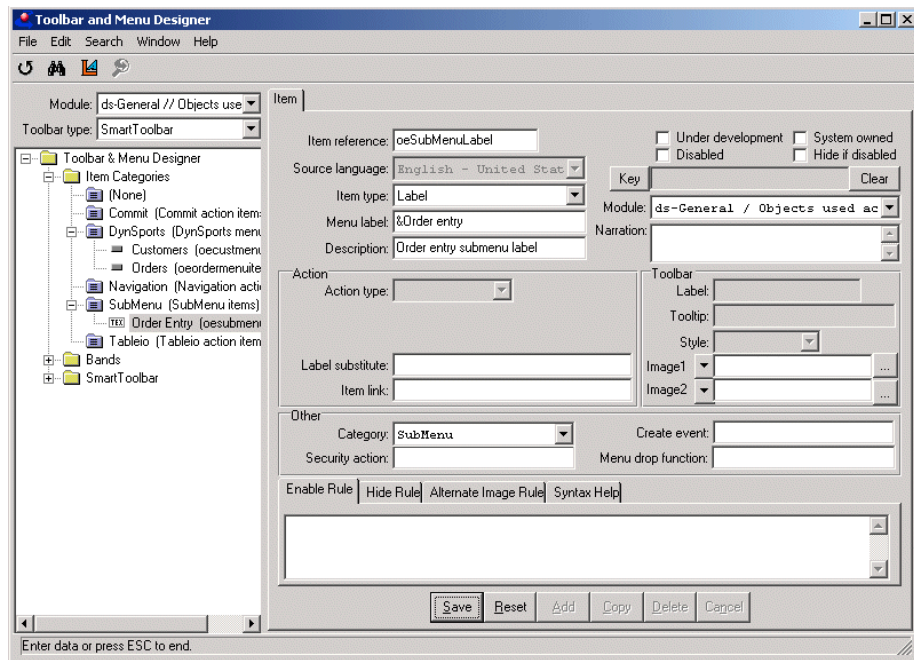 Toolbar and Menu Designer
File Edit Search Window Help
Module: ds-General // Objects use
Toolbar type: SmartToolbar
Toolbar & Menu Designer
Item Categories
(None)
Commit (Commit action item:
DynSports (DynSports menu
Customers (oecustmenu
Orders (oeordermenuite
Navigation (Navigation acti
SubMenu (SubMenu items)
TEX Order Entry (oesubmenu
Tableio (Tableio action item
Bands
SmartToolbar
Item
Item reference: oeSubMenuLabel
Source language: English - United Stat
Item type: Label
Menu label: &Order entry
Description: Order entry submenu label
Under development System owned
Disabled Hide if disabled
Key Clear
Module: ds-General / Objects used ac
Narration:
Action
Action type:
Label substitute:
Item link:
Toolbar
Label:
Tooltip:
Style:
Image1 ...
Image2 ...
Other
Category: SubMenu
Security action:
Create event:
Menu drop function:
Enable Rule Hide Rule Alternate Image Rule Syntax Help
Save Reset Add Copy Delete Cancel
Enter data or press ESC to end.